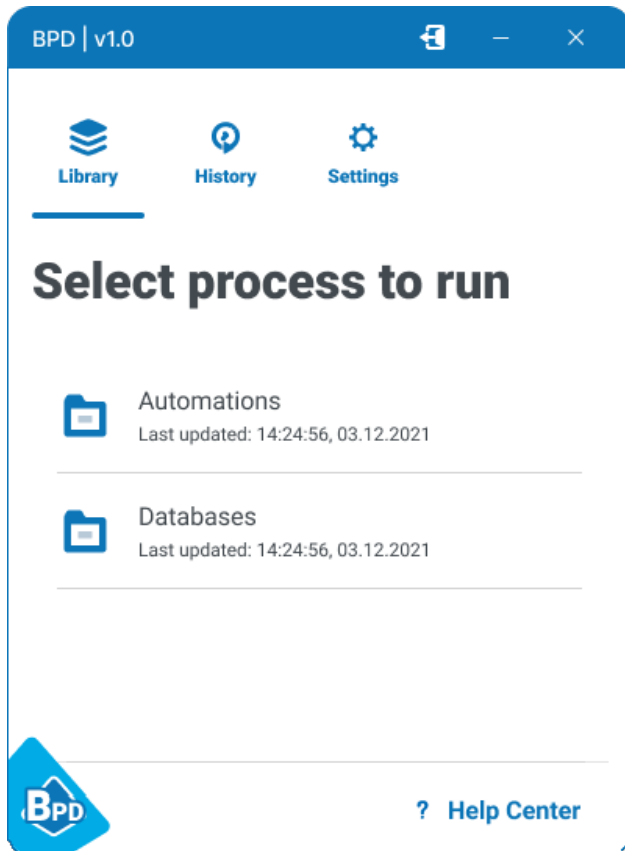 BPD | v1.0
Library History Settings
Select process to run
Automations
Last updated: 14:24:56, 03.12.2021
Databases
Last updated: 14:24:56, 03.12.2021
BPD
? Help Center